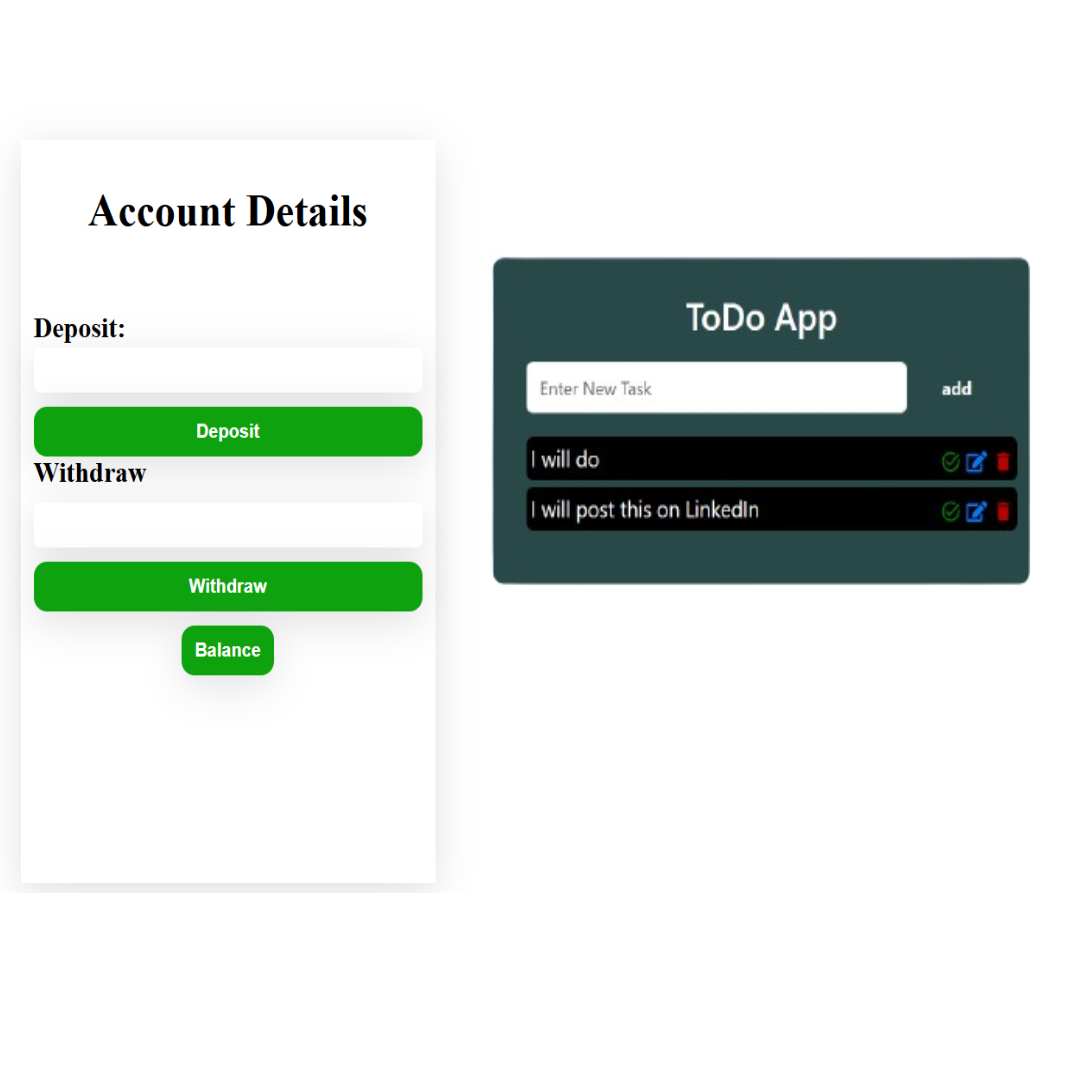 Account Details
Deposit:
Deposit
Withdraw
Withdraw
Balance
ToDo App
Enter New Task
add
I will do
I will post this on LinkedIn